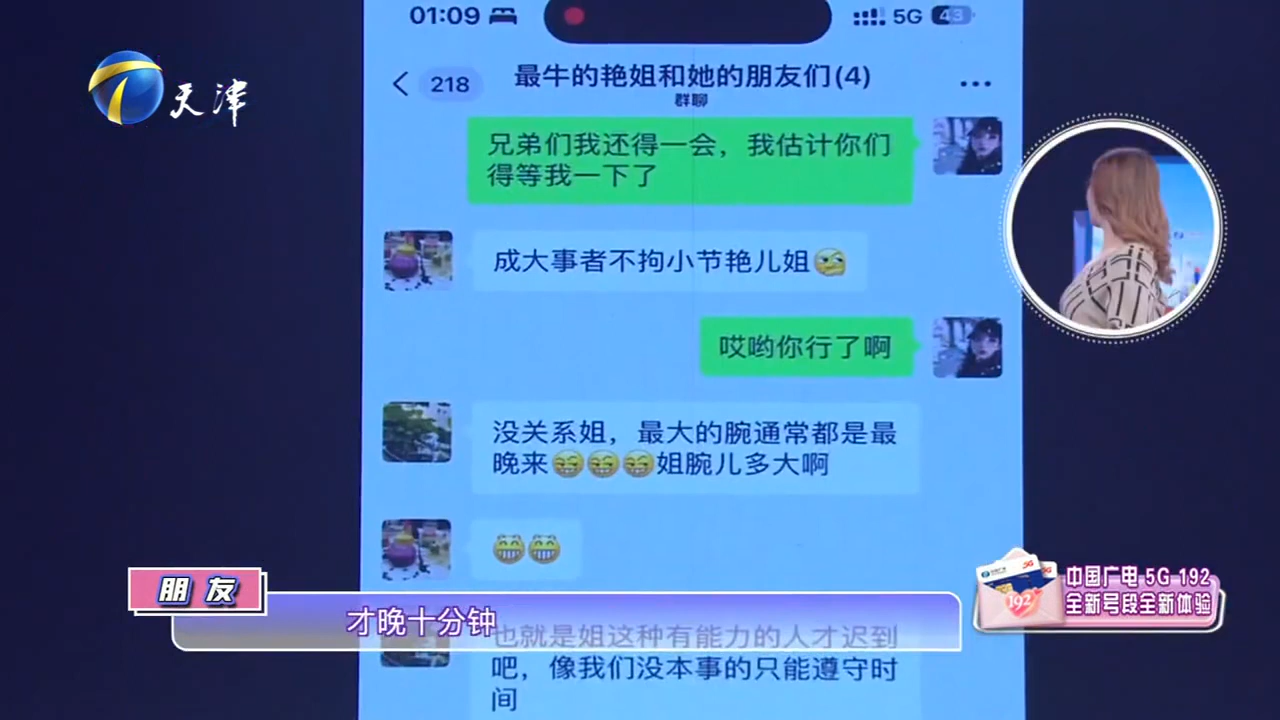 01:09
5G
43
天津
218
最牛的艳姐和她的朋友们(4)
群聊
兄弟们我还得一会，我估计你们
得等我一下了
成大事者不拘小节艳儿姐
哎哟你行了啊
没关系姐，最大的腕通常都是最
晚来
姐腕儿多大啊
朋友
才晚十分钟
也就是姐这种有能力的人才迟到
吧，像我们没本事的只能遵守时
间
192
5G
中国广电 5G 192
全新号段全新体验